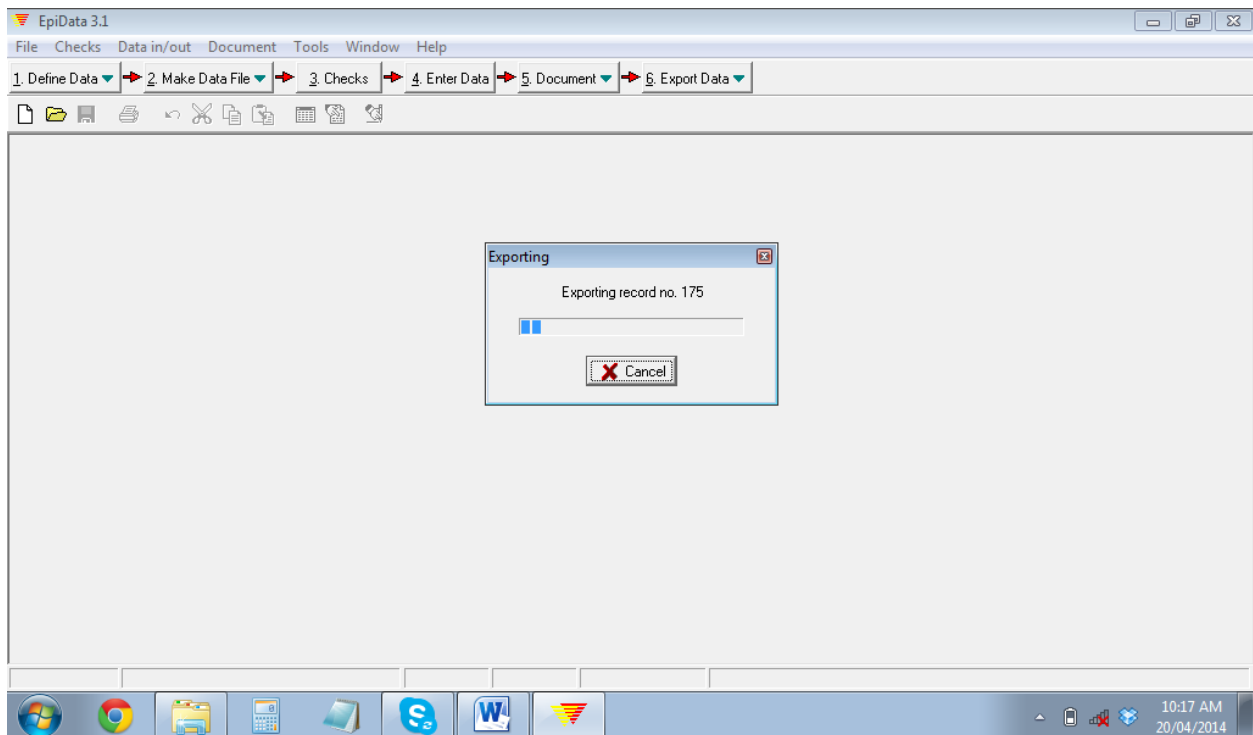 EpiData 3.1
File Checks Data in/out Document Tools Window Help
1. Define Data 2. Make Data File 3. Checks 4. Enter Data 5. Document 6. Export Data
Exporting
Exporting record no. 175
Cancel
10:17 AM
20/04/2014